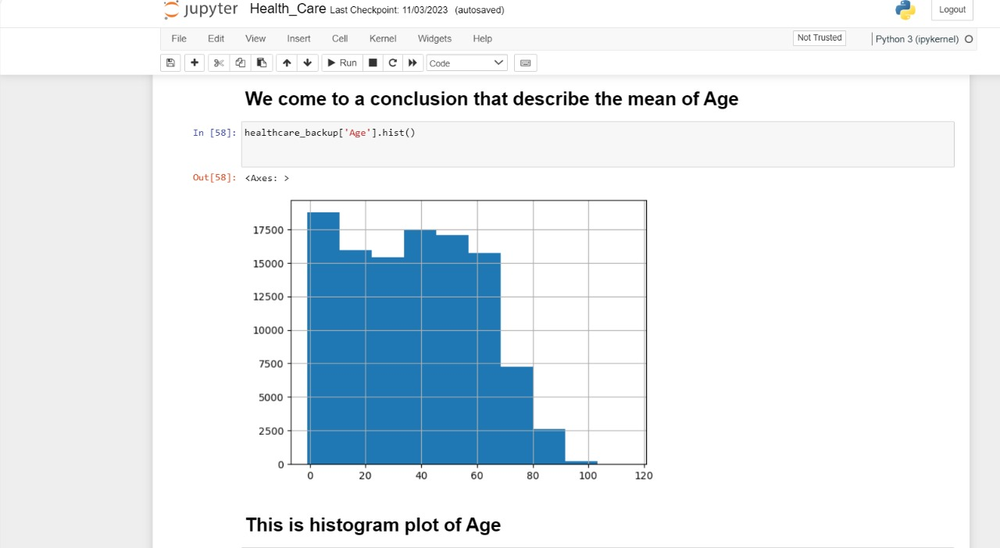 jupyter Health_Care Last Checkpoint: 11/03/2023 (autosaved) Logout
File Edit View Insert Cell Kernel Widgets Help Not Trusted Python 3 (ipykernel)
Run Code
We come to a conclusion that describe the mean of Age
In [58]: healthcare_backup['Age'].hist()
Out[58]: <Axes: >
17500
15000
12500
10000
7500
5000
2500
0
0 20 40 60 80 100 120
This is histogram plot of Age